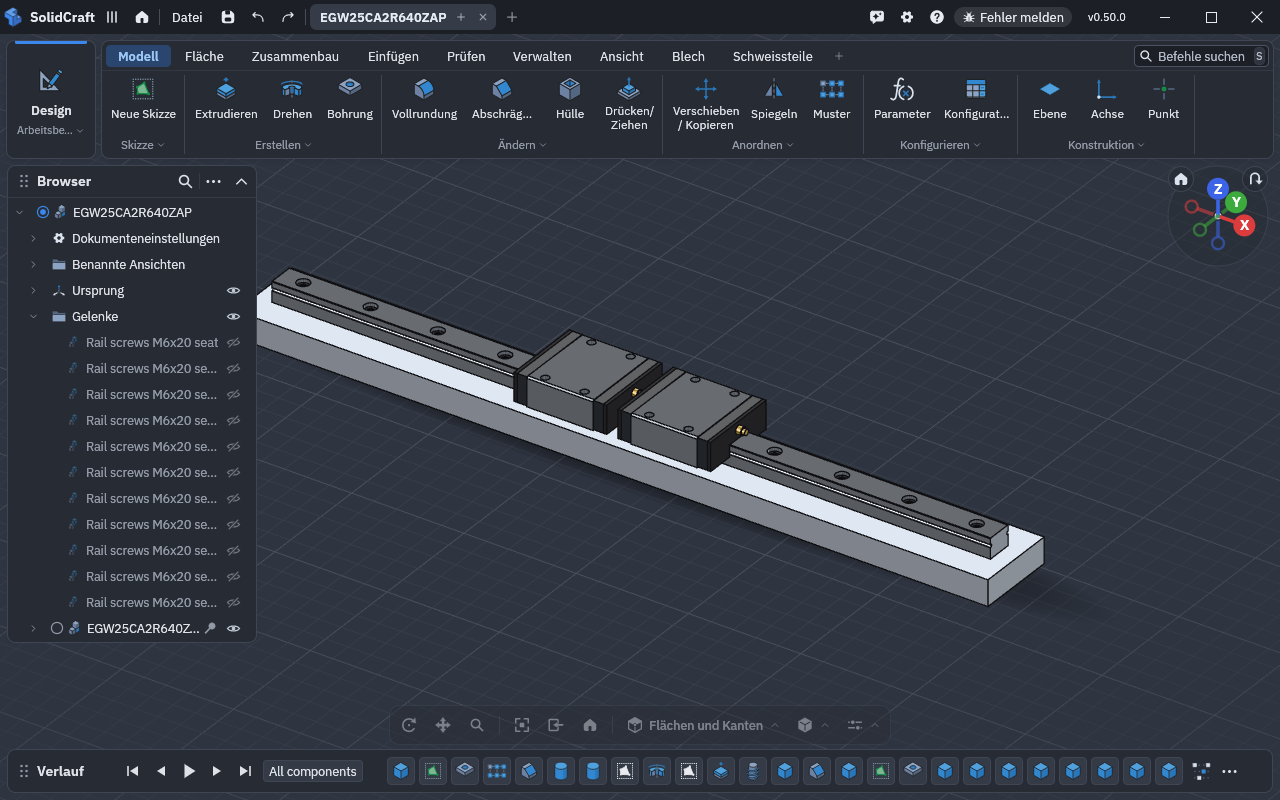 SolidCraft
Datei
EGW25CA2R640ZAP
Fehler melden
v0.50.0
Design
Arbeitsbe...
Modell
Fläche
Zusammenbau
Einfügen
Prüfen
Verwalten
Ansicht
Blech
Schweissteile
Befehle suchen
S
Neue Skizze
Extrudieren
Drehen
Bohrung
Vollrundung
Abschräg...
Hülle
Drücken/
Ziehen
Verschieben
/ Kopieren
Spiegeln
Muster
Parameter
Konfigurat...
Ebene
Achse
Punkt
Skizze
Erstellen
Ändern
Anordnen
Konfigurieren
Konstruktion
Browser
EGW25CA2R640ZAP
Dokumenteneinstellungen
Benannte Ansichten
Ursprung
Gelenke
Rail screws M6x20 seat
Rail screws M6x20 se...
Rail screws M6x20 se...
Rail screws M6x20 se...
Rail screws M6x20 se...
Rail screws M6x20 se...
Rail screws M6x20 se...
Rail screws M6x20 se...
Rail screws M6x20 se...
Rail screws M6x20 se...
Rail screws M6x20 se...
EGW25CA2R640Z...
Z
Y
X
Flächen und Kanten
Verlauf
All components